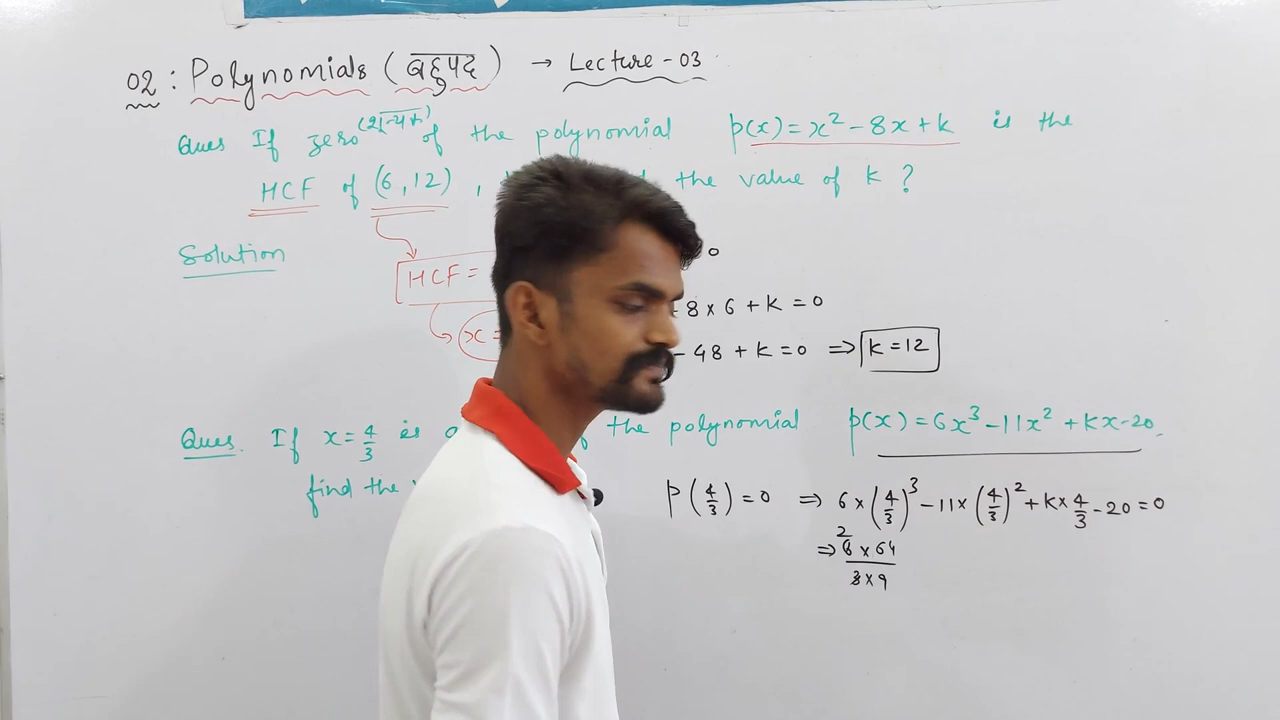 02 : Polynomials (बहुपद) → Lecture - 03
Ques If zero (शून्यक) of the polynomial p(x) = x² - 8x + k is the
HCF of (6, 12), the value of k ?
Solution
HCF =
x =
0
8 × 6 + k = 0
- 48 + k = 0 ⇒ k = 12
Ques. If x = 4/3 is of the polynomial p(x) = 6x³ - 11x² + kx - 20.
find the
p(4/3) = 0 ⇒ 6 × (4/3)³ - 11 × (4/3)² + k × 4/3 - 20 = 0
2
⇒ 6 × 64
3 × 9